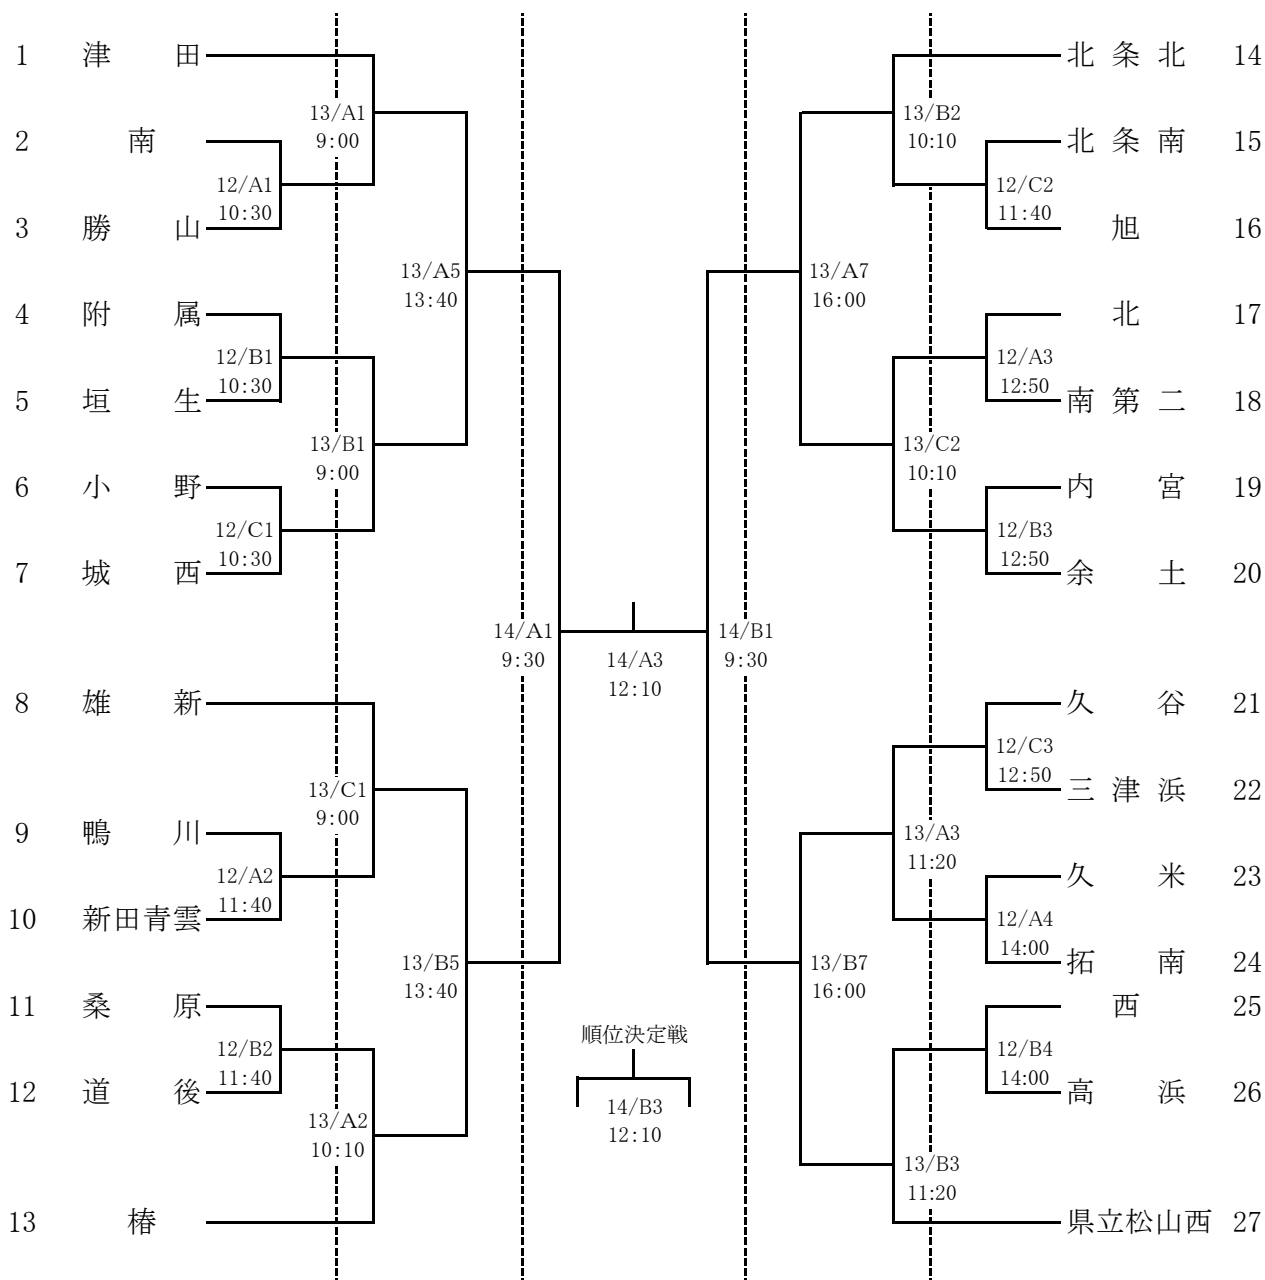 1 津田
13/A1
9:00
2 南
12/A1
10:30
3 勝山
13/A5
13:40
4 附属
12/B1
10:30
5 垣生
13/B1
9:00
6 小野
12/C1
10:30
7 城西
14/A1
9:30
8 雄新
13/C1
9:00
9 鴨川
12/A2
11:40
10 新田青雲
13/B5
13:40
11 桑原
12/B2
11:40
12 道後
13/A2
10:10
13 椿
14/A3
12:10
順位決定戦
14/B3
12:10
北条北 14
13/B2
10:10
北条南 15
12/C2
11:40
旭 16
13/A7
16:00
北 17
12/A3
12:50
南第二 18
13/C2
10:10
内宮 19
12/B3
12:50
余土 20
14/B1
9:30
久谷 21
12/C3
12:50
三津浜 22
13/A3
11:20
久米 23
12/A4
14:00
拓南 24
13/B7
16:00
西 25
12/B4
14:00
高浜 26
13/B3
11:20
県立松山西 27